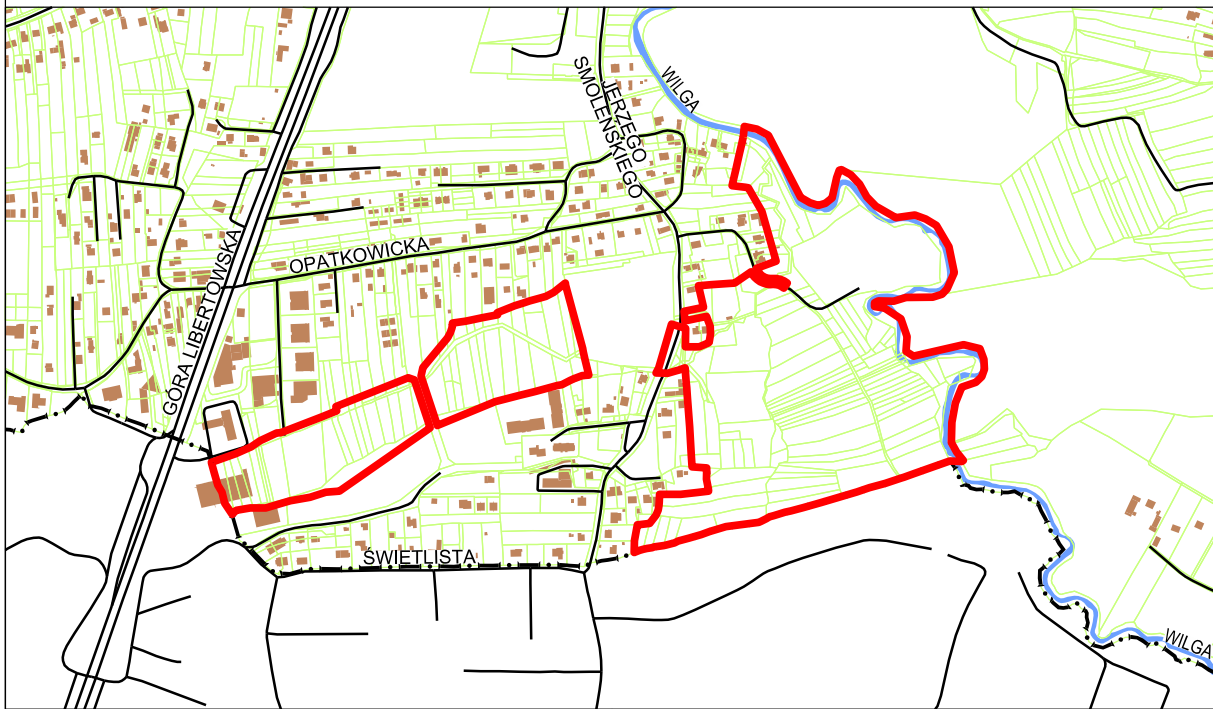 WILGA
JERZEGO
SMOLEŃSKIEGO
OPATKOWICKA
GÓRA LIBERTOWSKA
ŚWIETLISTA
WILGA